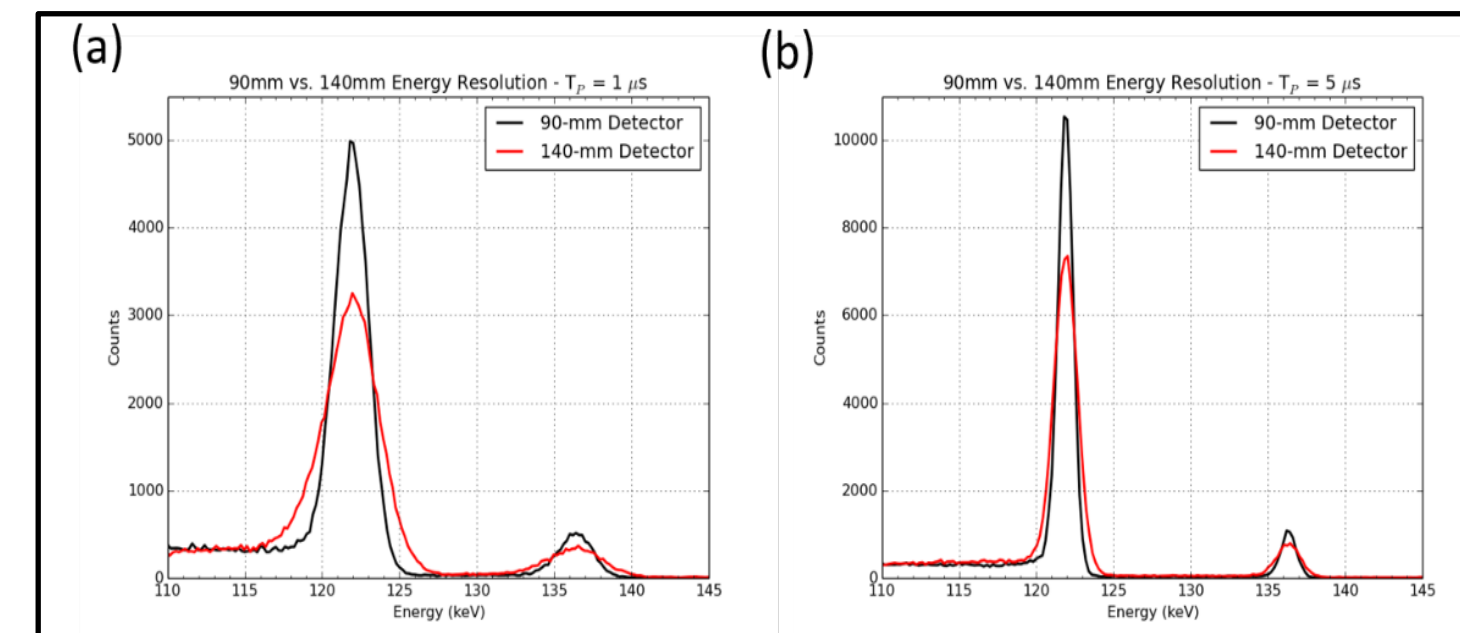 (a)
90mm vs. 140mm Energy Resolution - T_P = 1 μs
90-mm Detector
140-mm Detector
5000
4000
3000
2000
1000
0
Counts
110 115 120 125 130 135 140 145
Energy (keV)
(b)
90mm vs. 140mm Energy Resolution - T_P = 5 μs
90-mm Detector
140-mm Detector
10000
8000
6000
4000
2000
0
Counts
110 115 120 125 130 135 140 145
Energy (keV)